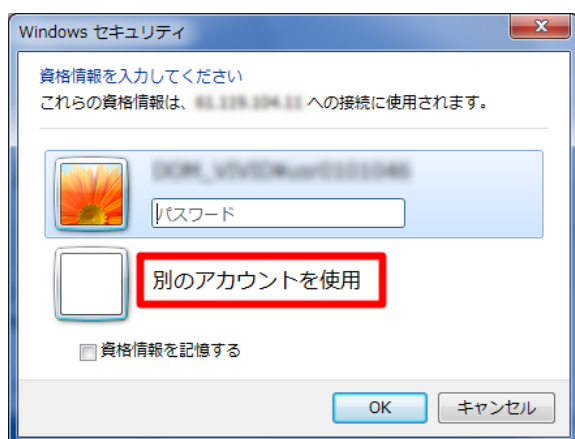 Windows セキュリティ
資格情報を入力してください
これらの資格情報は、 への接続に使用されます。
パスワード
別のアカウントを使用
資格情報を記憶する
OK
キャンセル